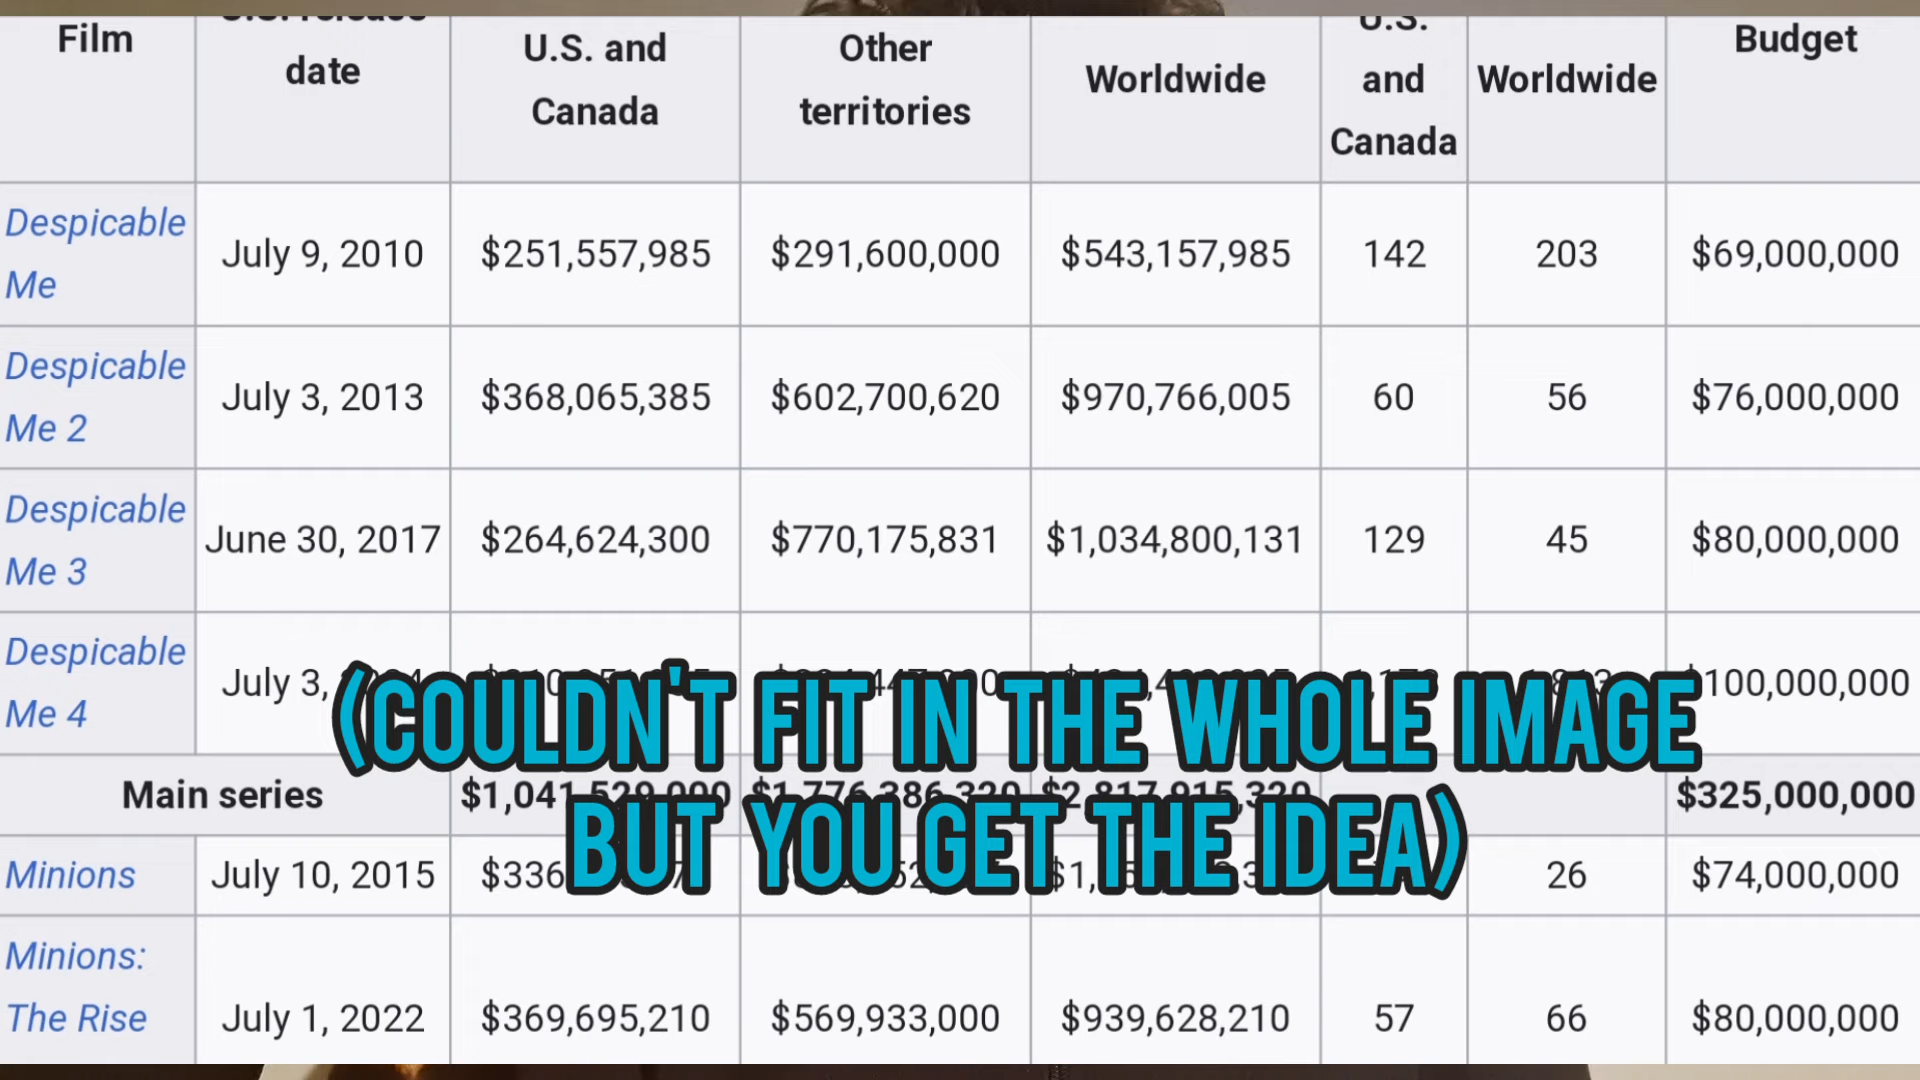 Film
date
U.S. and
Canada
Other
territories
Worldwide
U.S.
and
Canada
Worldwide
Budget
Despicable
Me
July 9, 2010
$251,557,985
$291,600,000
$543,157,985
142
203
$69,000,000
Despicable
Me 2
July 3, 2013
$368,065,385
$602,700,620
$970,766,005
60
56
$76,000,000
Despicable
Me 3
June 30, 2017
$264,624,300
$770,175,831
$1,034,800,131
129
45
$80,000,000
Despicable
Me 4
July 3,
$100,000,000
(COULDN'T FIT IN THE WHOLE IMAGE
BUT YOU GET THE IDEA)
Main series
$325,000,000
Minions
July 10, 2015
26
$74,000,000
Minions:
The Rise
July 1, 2022
$369,695,210
$569,933,000
$939,628,210
57
66
$80,000,000